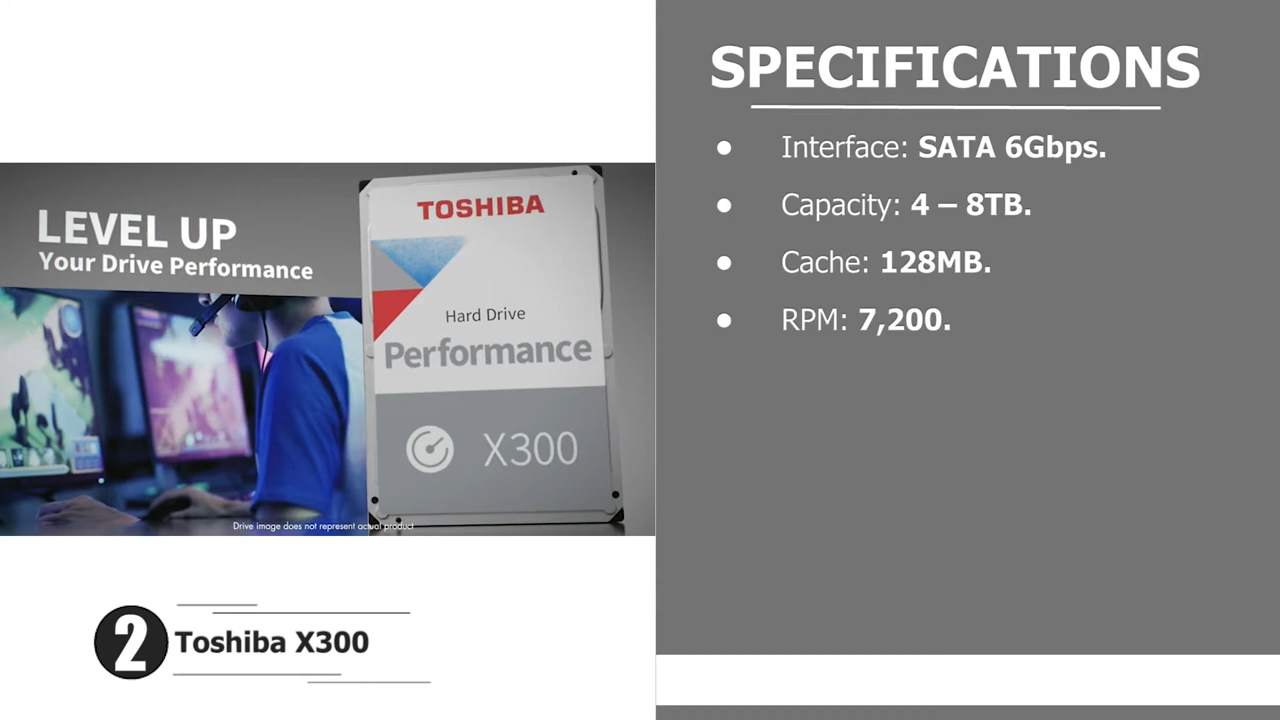 LEVEL UP
Your Drive Performance
TOSHIBA
Hard Drive
Performance
X300
Drive image does not represent actual product
2
Toshiba X300
SPECIFICATIONS
● Interface: SATA 6Gbps.
● Capacity: 4 – 8TB.
● Cache: 128MB.
● RPM: 7,200.